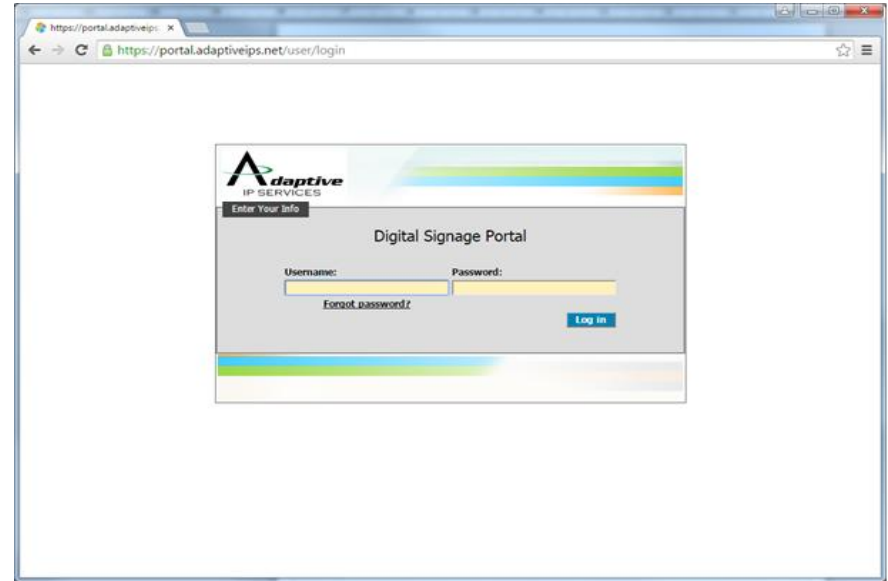 https://portal.adaptiveips.
https://portal.adaptiveips.net/user/login
Adaptive
IP SERVICES
Enter Your Info
Digital Signage Portal
Username: Password:
Forgot password?
Log in